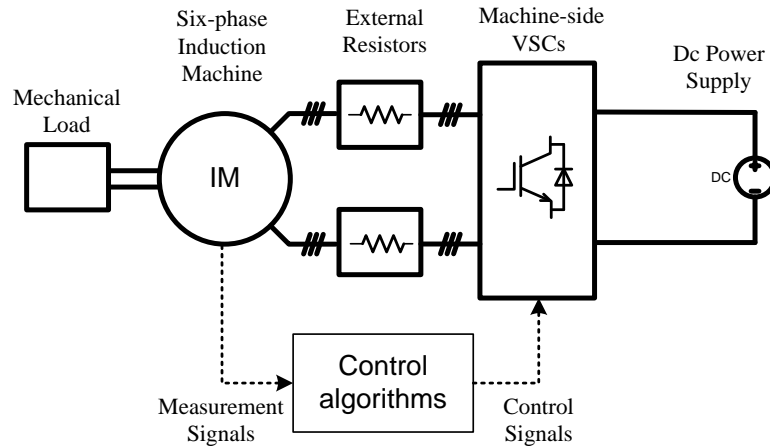 Six-phase
Induction
Machine
External
Resistors
Machine-side
VSCs
Dc Power
Supply
Mechanical
Load
IM
DC
Control
algorithms
Measurement
Signals
Control
Signals